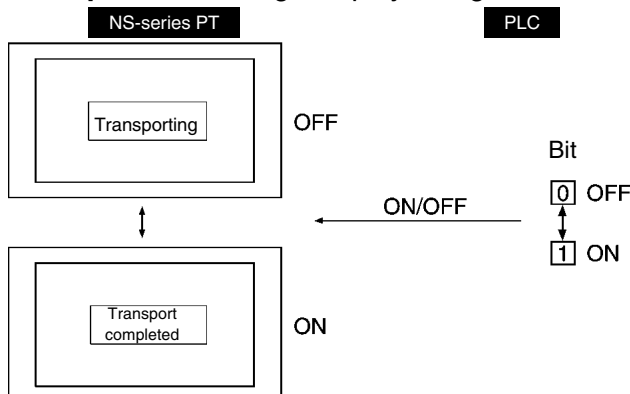 NS-series PT
PLC
Transporting
OFF
Bit
0 OFF
ON/OFF
1 ON
Transport
completed
ON